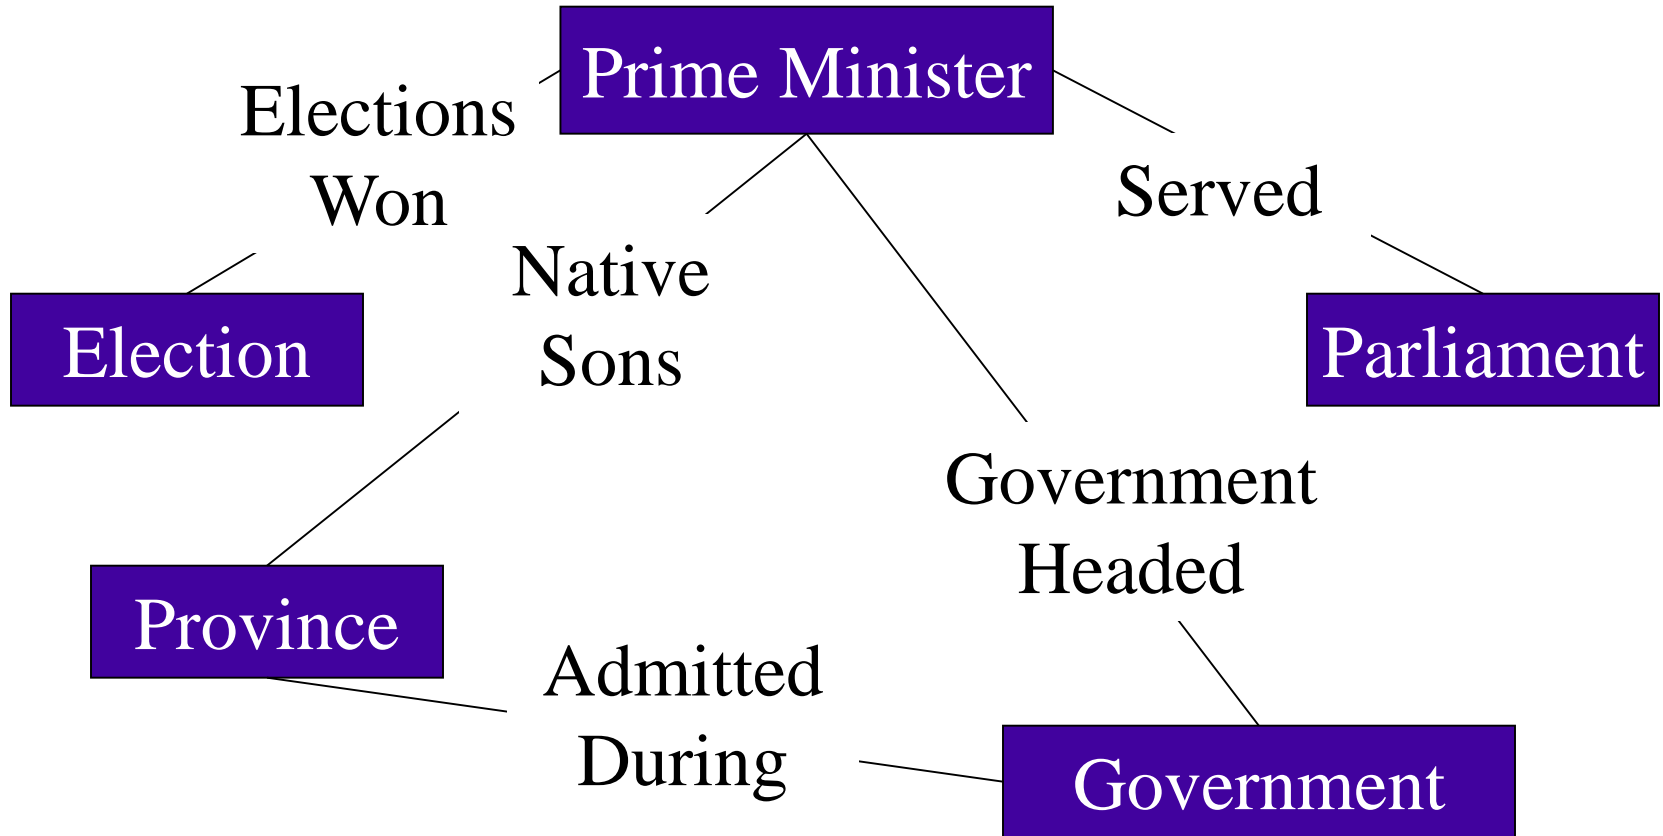 Prime Minister
Elections
Won
Served
Native
Sons
Election
Parliament
Government
Headed
Province
Admitted
During
Government